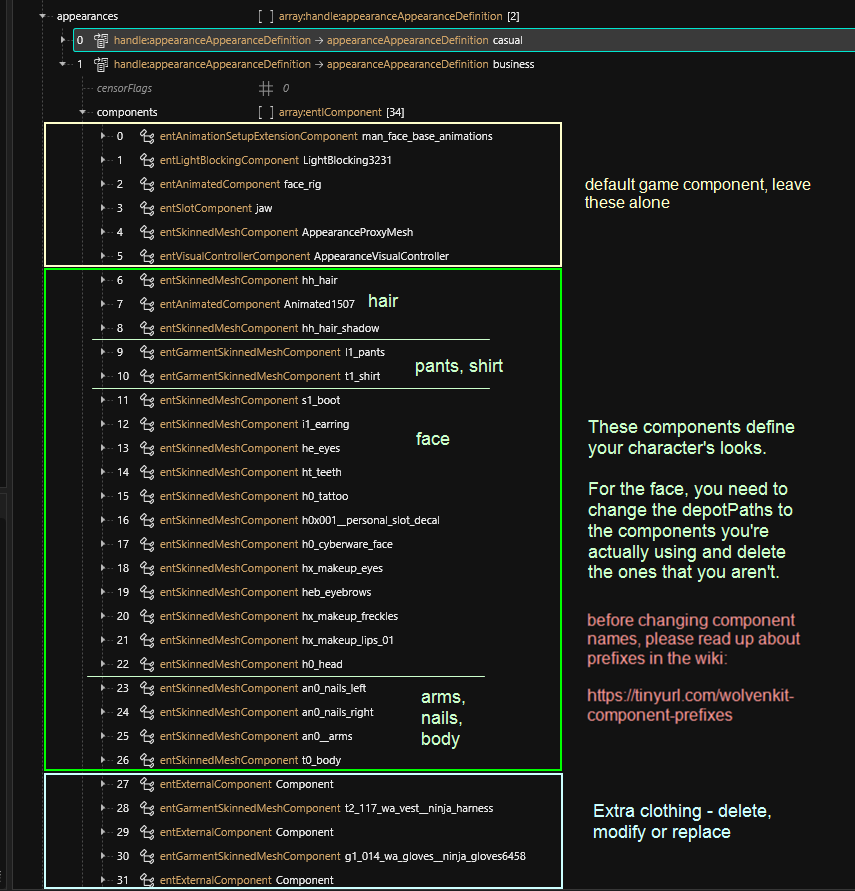 appearances [ ] array:handle:appearanceAppearanceDefinition [2]
0 handle:appearanceAppearanceDefinition → appearanceAppearanceDefinition casual
1 handle:appearanceAppearanceDefinition → appearanceAppearanceDefinition business
censorFlags 0
components [ ] array:entIComponent [34]
0 entAnimationSetupExtensionComponent man_face_base_animations
1 entLightBlockingComponent LightBlocking3231
2 entAnimatedComponent face_rig
3 entSlotComponent jaw
4 entSkinnedMeshComponent AppearanceProxyMesh
5 entVisualControllerComponent AppearanceVisualController
default game component, leave
these alone
6 entSkinnedMeshComponent hh_hair
7 entAnimatedComponent Animated1507
8 entSkinnedMeshComponent hh_hair_shadow
hair
9 entGarmentSkinnedMeshComponent l1_pants
10 entGarmentSkinnedMeshComponent t1_shirt
pants, shirt
11 entSkinnedMeshComponent s1_boot
12 entSkinnedMeshComponent i1_earring
13 entSkinnedMeshComponent he_eyes
14 entSkinnedMeshComponent ht_teeth
15 entSkinnedMeshComponent h0_tattoo
16 entSkinnedMeshComponent h0x001__personal_slot_decal
17 entSkinnedMeshComponent h0_cyberware_face
18 entSkinnedMeshComponent hx_makeup_eyes
19 entSkinnedMeshComponent heb_eyebrows
20 entSkinnedMeshComponent hx_makeup_freckles
21 entSkinnedMeshComponent hx_makeup_lips_01
22 entSkinnedMeshComponent h0_head
face
23 entSkinnedMeshComponent an0_nails_left
24 entSkinnedMeshComponent an0_nails_right
25 entSkinnedMeshComponent an0__arms
26 entSkinnedMeshComponent t0_body
arms,
nails,
body
These components define
your character's looks.
For the face, you need to
change the depotPaths to
the components you're
actually using and delete
the ones that you aren't.
before changing component
names, please read up about
prefixes in the wiki:
https://tinyurl.com/wolvenkit-
component-prefixes
27 entExternalComponent Component
28 entGarmentSkinnedMeshComponent t2_117_wa_vest__ninja_harness
29 entExternalComponent Component
30 entGarmentSkinnedMeshComponent g1_014_wa_gloves__ninja_gloves6458
31 entExternalComponent Component
Extra clothing - delete,
modify or replace